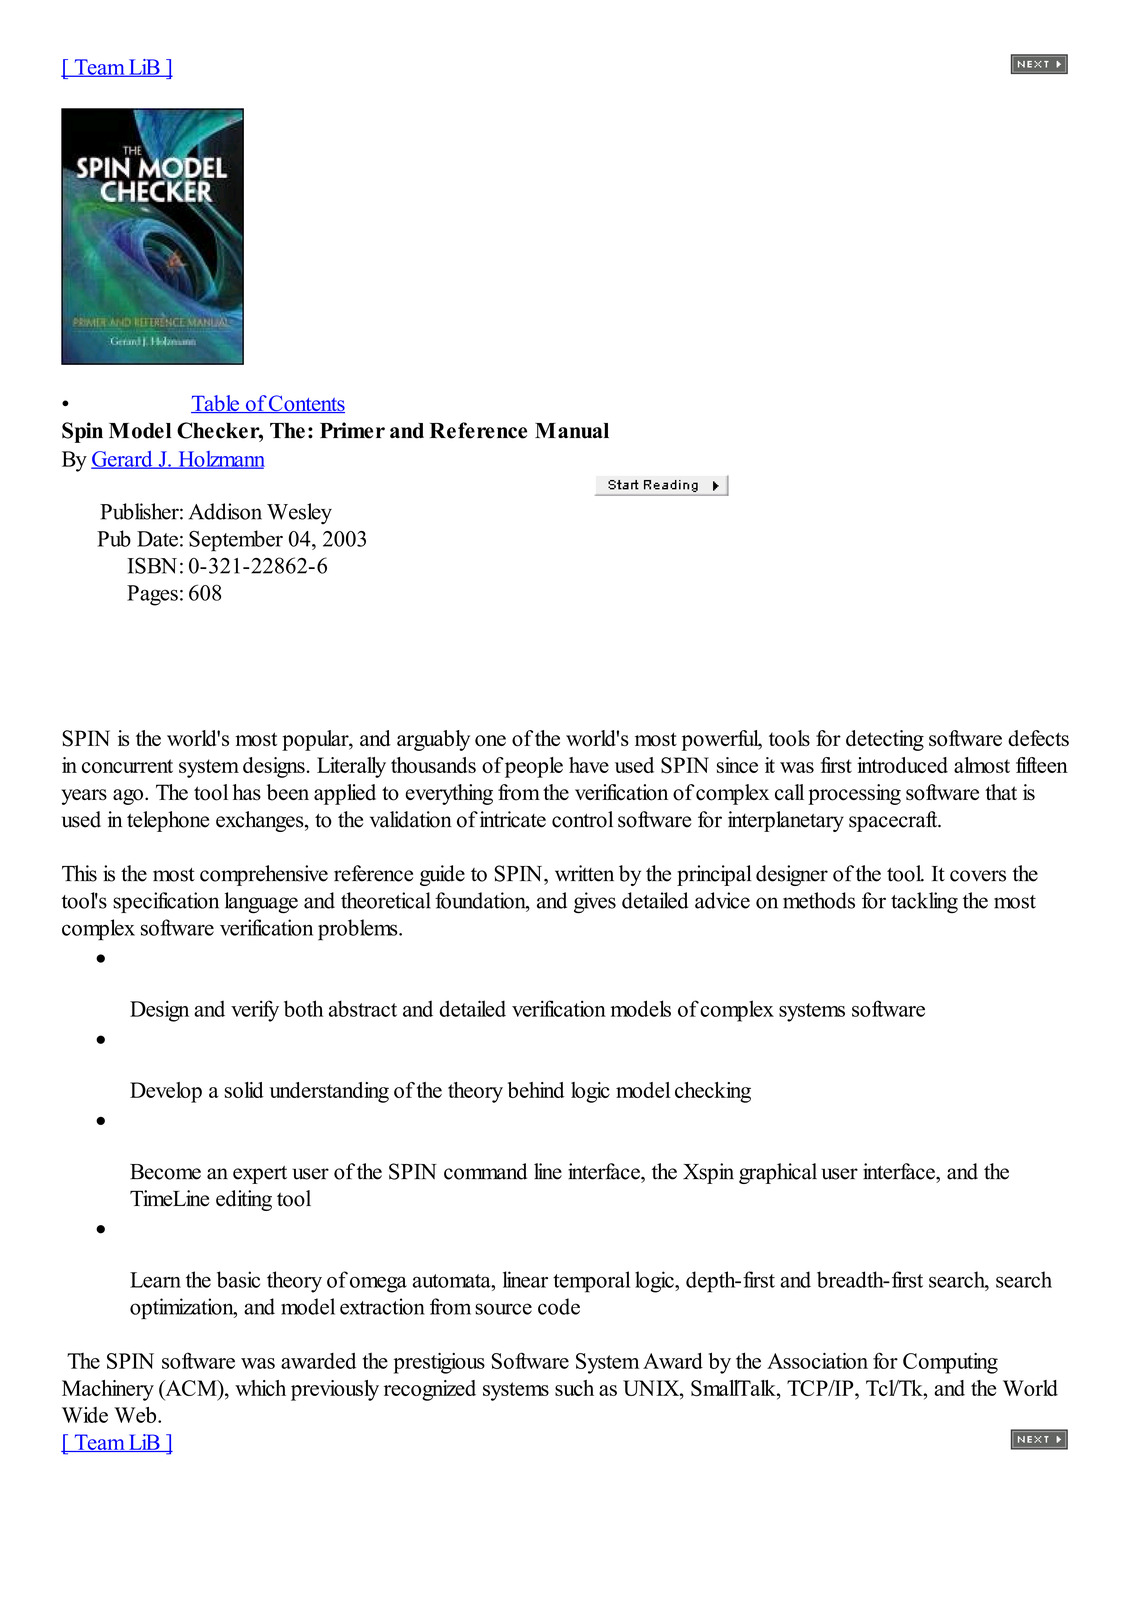 [ Team LiB ]
NEXT
THE
SPIN MODEL
CHECKER
PRIMER AND REFERENCE MANUAL
Gerard J. Holzmann
• Table of Contents
Spin Model Checker, The: Primer and Reference Manual
By Gerard J. Holzmann
Start Reading
Publisher: Addison Wesley
Pub Date: September 04, 2003
ISBN: 0-321-22862-6
Pages: 608
SPIN is the world's most popular, and arguably one of the world's most powerful, tools for detecting software defects
in concurrent system designs. Literally thousands of people have used SPIN since it was first introduced almost fifteen
years ago. The tool has been applied to everything from the verification of complex call processing software that is
used in telephone exchanges, to the validation of intricate control software for interplanetary spacecraft.
This is the most comprehensive reference guide to SPIN, written by the principal designer of the tool. It covers the
tool's specification language and theoretical foundation, and gives detailed advice on methods for tackling the most
complex software verification problems.
•
Design and verify both abstract and detailed verification models of complex systems software
•
Develop a solid understanding of the theory behind logic model checking
•
Become an expert user of the SPIN command line interface, the Xspin graphical user interface, and the
TimeLine editing tool
•
Learn the basic theory of omega automata, linear temporal logic, depth-first and breadth-first search, search
optimization, and model extraction from source code
The SPIN software was awarded the prestigious Software System Award by the Association for Computing
Machinery (ACM), which previously recognized systems such as UNIX, SmallTalk, TCP/IP, Tcl/Tk, and the World
Wide Web.
[ Team LiB ]
NEXT